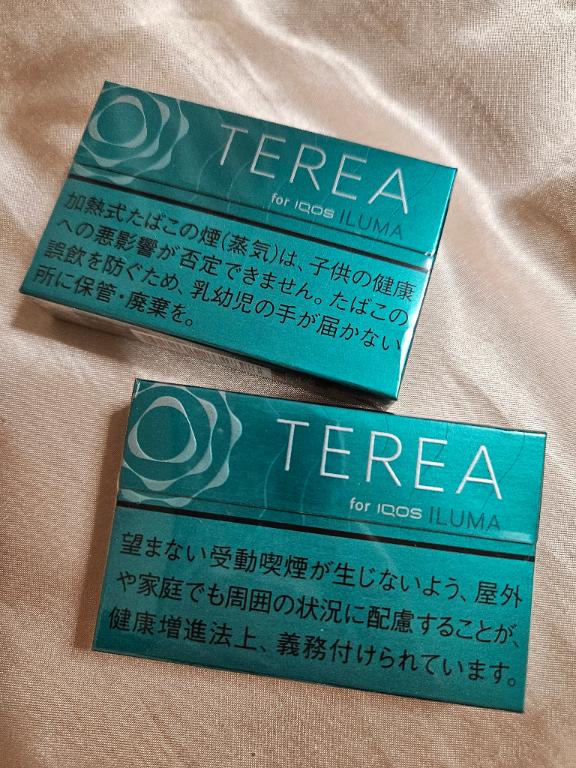 TEREA
for IQOS ILUMA
加熱式たばこの煙(蒸気)は、子供の健康
への悪影響が否定できません。たばこの
誤飲を防ぐため、乳幼児の手が届かない
所に保管・廃棄を。
TEREA
for IQOS ILUMA
望まない受動喫煙が生じないよう、屋外
や家庭でも周囲の状況に配慮することが、
健康増進法上、義務付けられています。